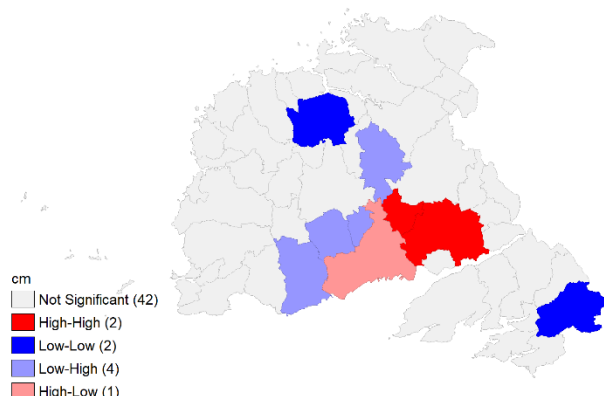 cm
Not Significant (42)
High-High (2)
Low-Low (2)
Low-High (4)
High-Low (1)